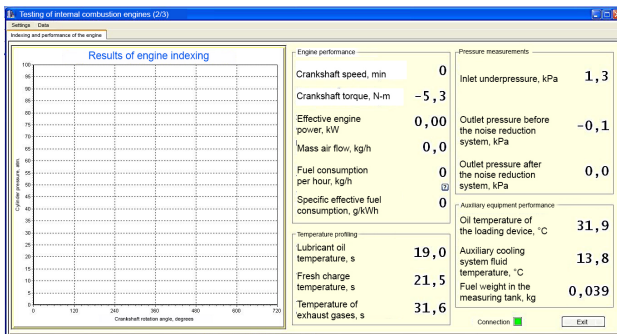 Testing of internal combustion engines (2/3)
Settings Data
Indexing and performance of the engine
Results of engine indexing
100
95
90
85
80
75
70
65
60
55
50
45
40
35
30
25
20
15
10
5
0
Cylinder pressure, atm.
0 120 240 360 480 600 720
Crankshaft rotation angle, degrees
Engine performance
Crankshaft speed, min 0
Crankshaft torque, N-m -5,3
Effective engine
power, kW 0,00
Mass air flow, kg/h 0,0
Fuel consumption
per hour, kg/h 0
?
Specific effective fuel
consumption, g/kWh 0
Temperature profiling
Lubricant oil
temperature, s 19,0
Fresh charge
temperature, s 21,5
Temperature of
exhaust gases, s 31,6
Pressure measurements
Inlet underpressure, kPa 1,3
Outlet pressure before
the noise reduction
system, kPa -0,1
Outlet pressure after
the noise reduction
system, kPa 0,0
Auxiliary equipment performance
Oil temperature of
the loading device, °C 31,9
Auxiliary cooling
system fluid
temperature, °C 13,8
Fuel weight in the
measuring tank, kg 0,039
Connection
Exit